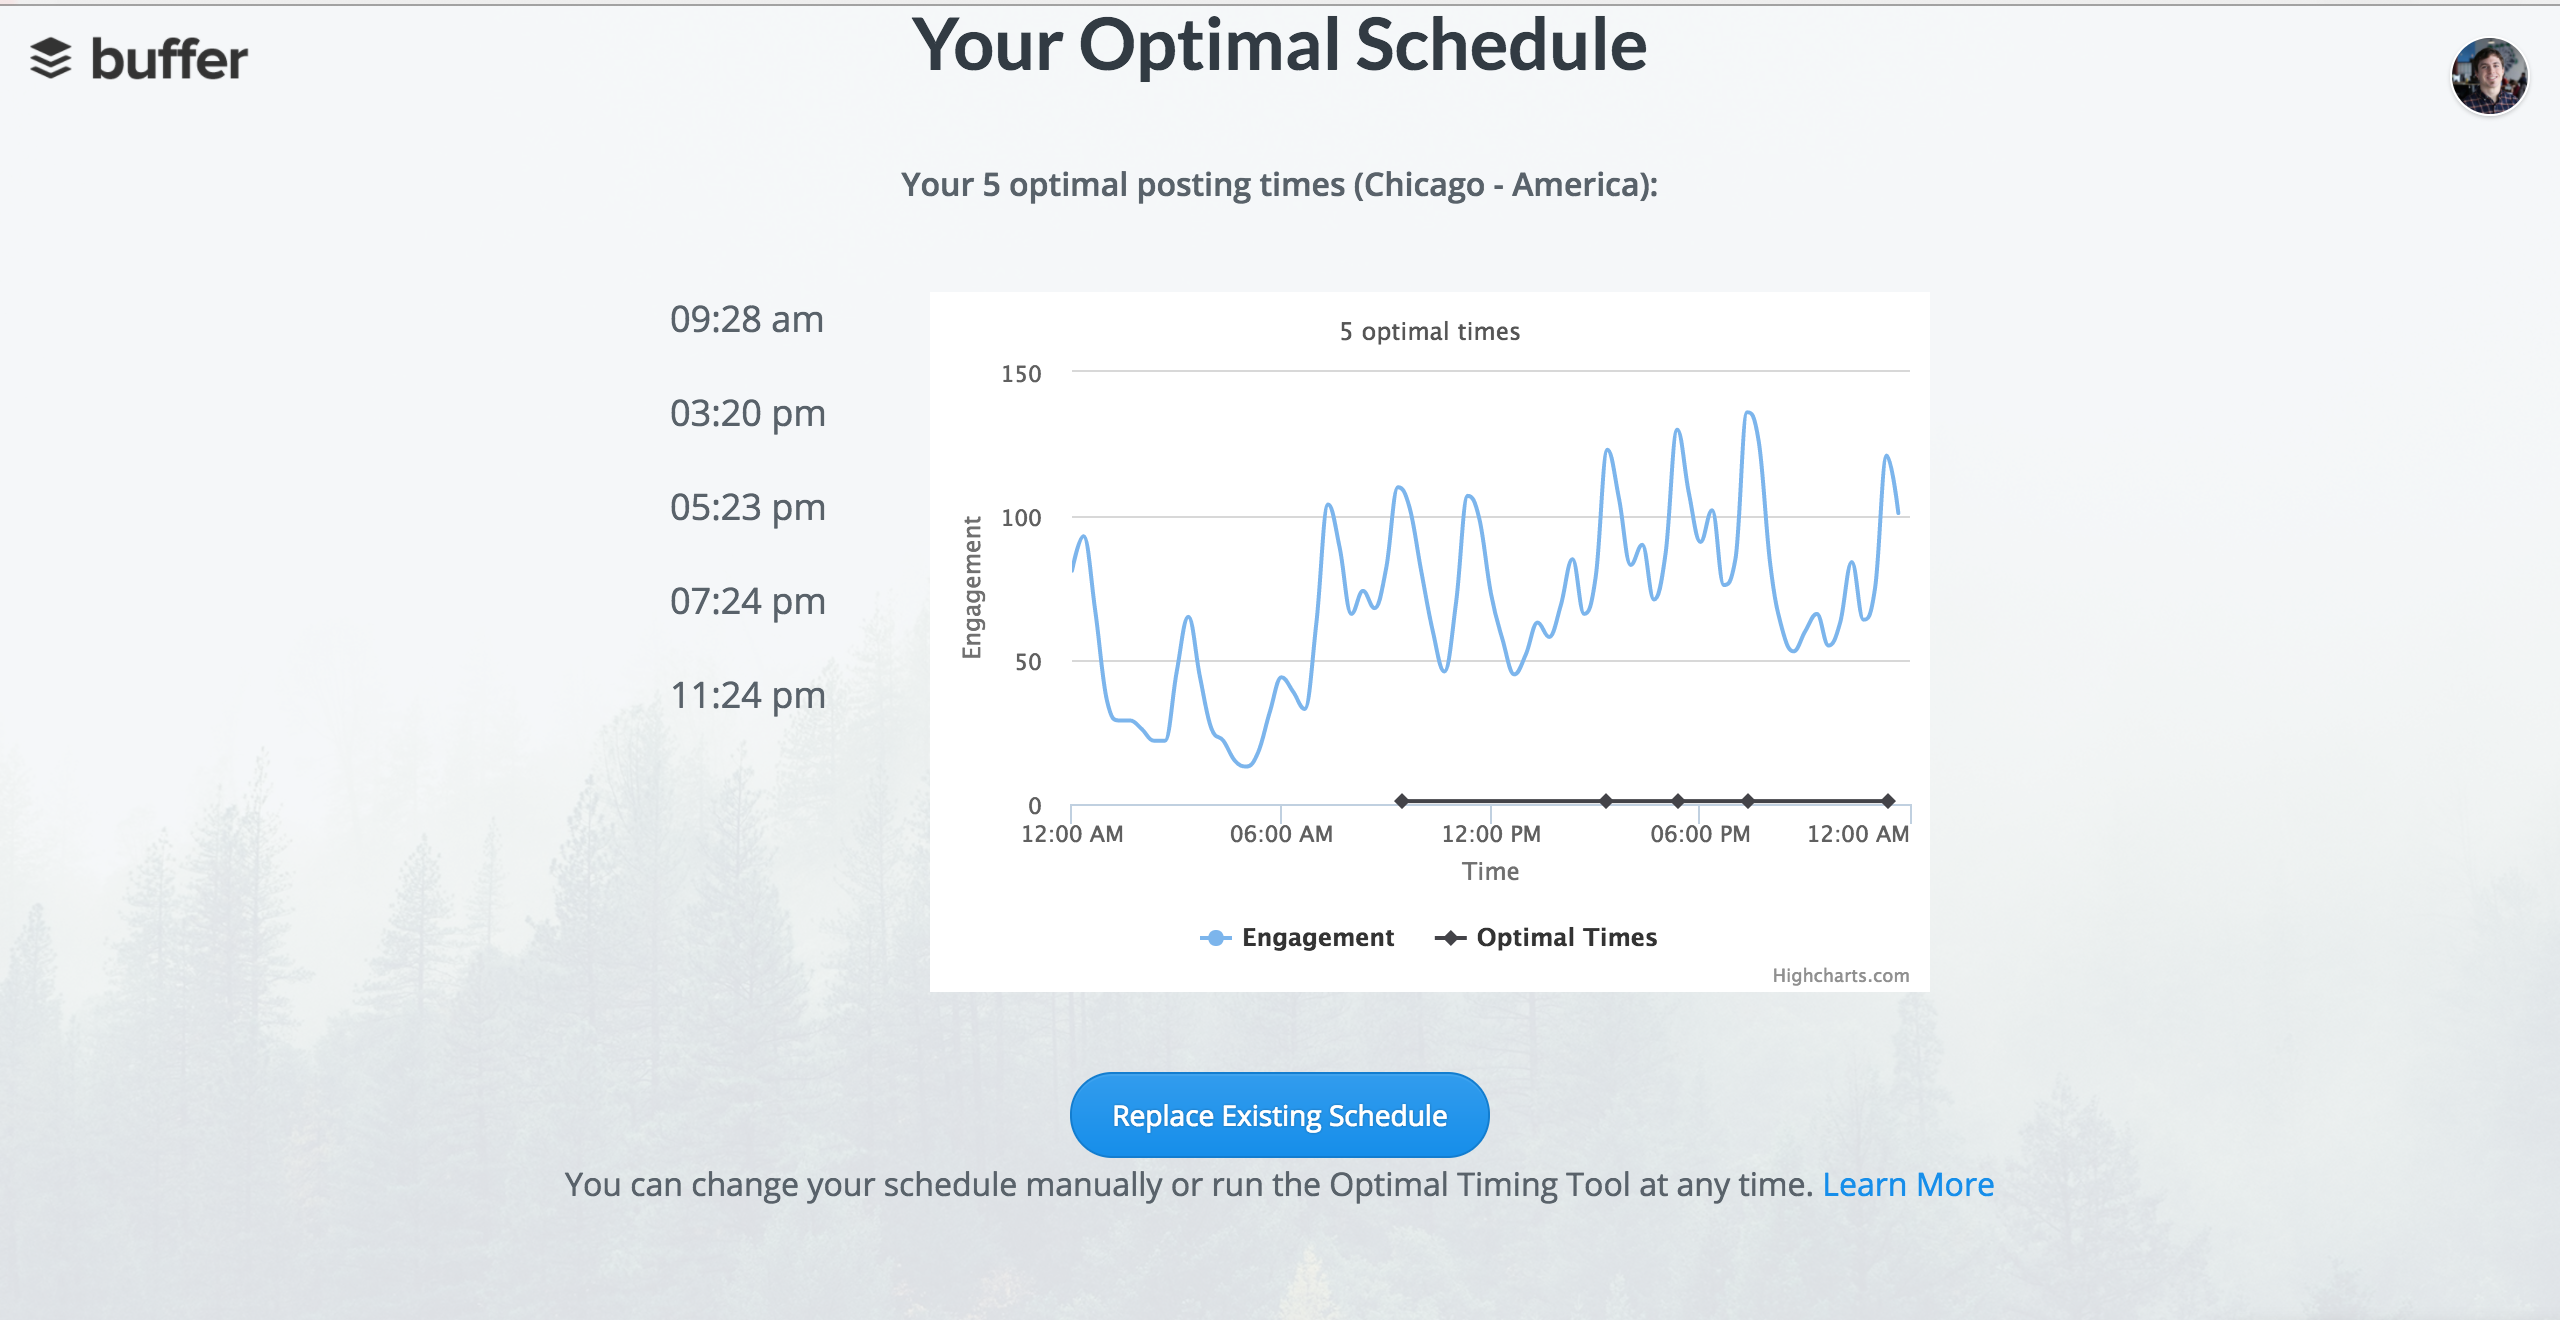 buffer
Your Optimal Schedule
Your 5 optimal posting times (Chicago - America):
09:28 am
03:20 pm
05:23 pm
07:24 pm
11:24 pm
5 optimal times
150
100
50
0
Engagement
12:00 AM 06:00 AM 12:00 PM 06:00 PM 12:00 AM
Time
Engagement Optimal Times
Highcharts.com
Replace Existing Schedule
You can change your schedule manually or run the Optimal Timing Tool at any time. Learn More